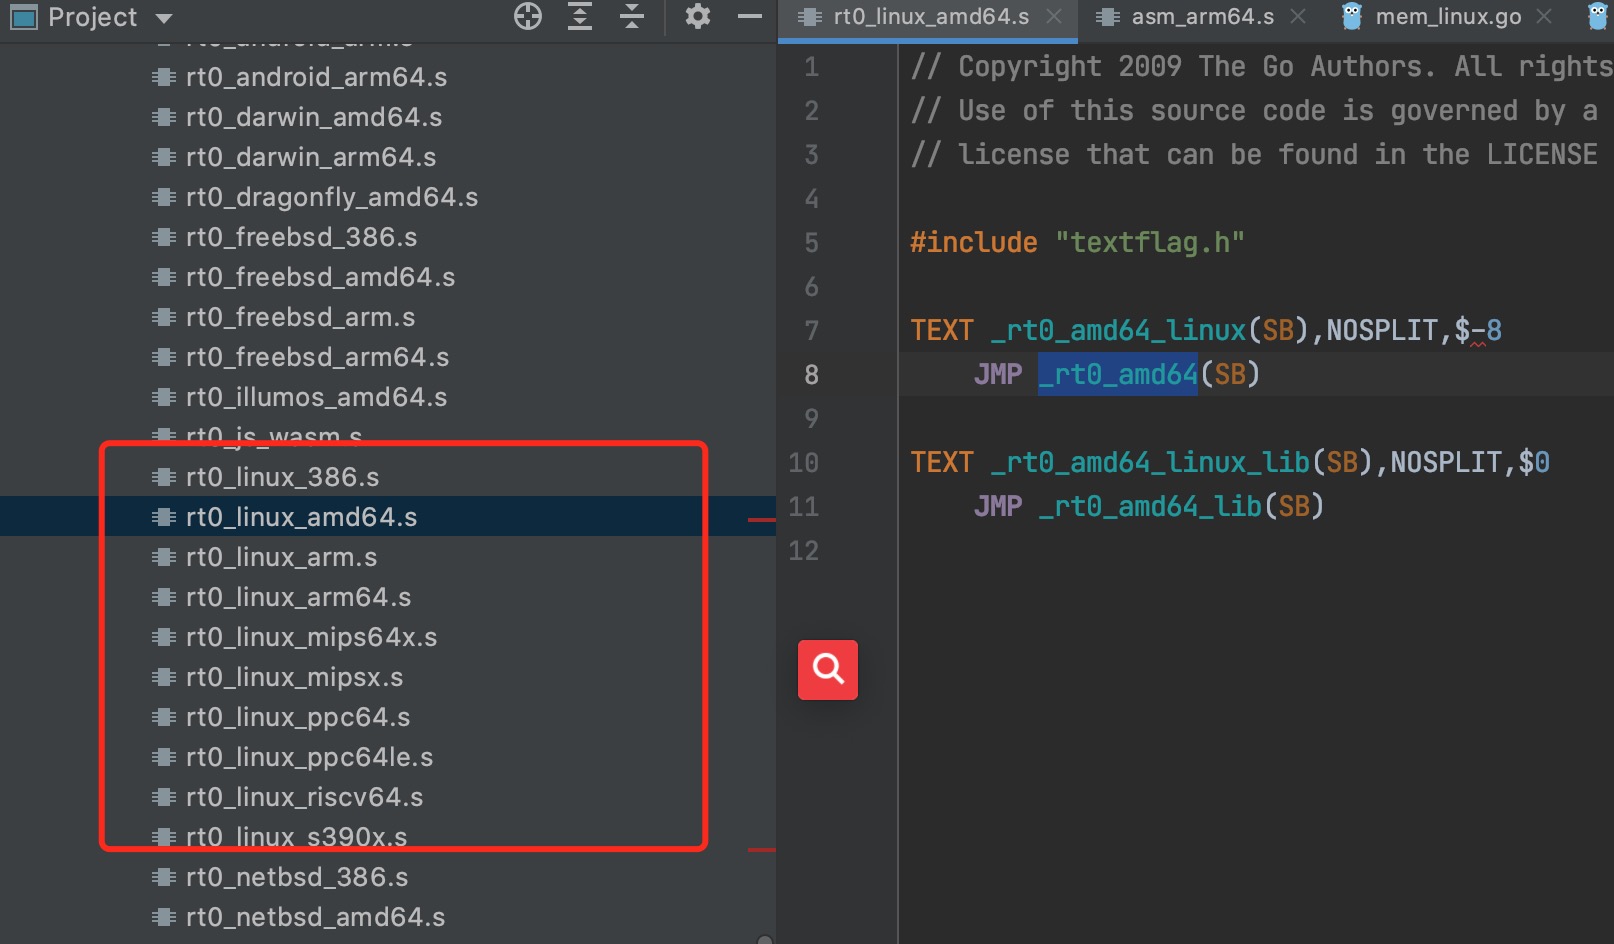 Project
rt0_android_arm.s
rt0_android_arm64.s
rt0_darwin_amd64.s
rt0_darwin_arm64.s
rt0_dragonfly_amd64.s
rt0_freebsd_386.s
rt0_freebsd_amd64.s
rt0_freebsd_arm.s
rt0_freebsd_arm64.s
rt0_illumos_amd64.s
rt0_js_wasm.s
rt0_linux_386.s
rt0_linux_amd64.s
rt0_linux_arm.s
rt0_linux_arm64.s
rt0_linux_mips64x.s
rt0_linux_mipsx.s
rt0_linux_ppc64.s
rt0_linux_ppc64le.s
rt0_linux_riscv64.s
rt0_linux_s390x.s
rt0_netbsd_386.s
rt0_netbsd_amd64.s
rt0_linux_amd64.s asm_arm64.s mem_linux.go
1 // Copyright 2009 The Go Authors. All rights
2 // Use of this source code is governed by a
3 // license that can be found in the LICENSE
4
5 #include "textflag.h"
6
7 TEXT _rt0_amd64_linux(SB),NOSPLIT,$-8
8 JMP _rt0_amd64(SB)
9
10 TEXT _rt0_amd64_linux_lib(SB),NOSPLIT,$0
11 JMP _rt0_amd64_lib(SB)
12